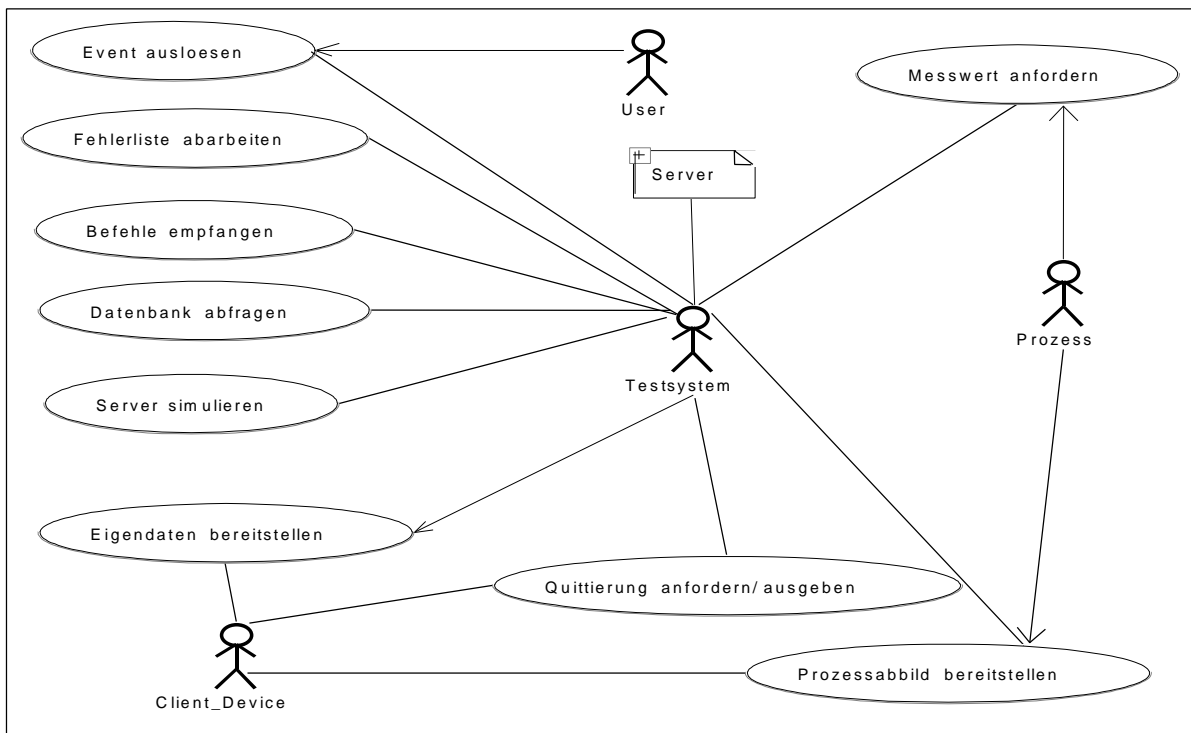 Event ausloesen
User
Messwert anfordern
Fehlerliste abarbeiten
Server
Befehle empfangen
Datenbank abfragen
Prozess
Testsystem
Server simulieren
Eigendaten bereitstellen
Quittierung anfordern/ausgeben
Prozessabbild bereitstellen
Client_Device